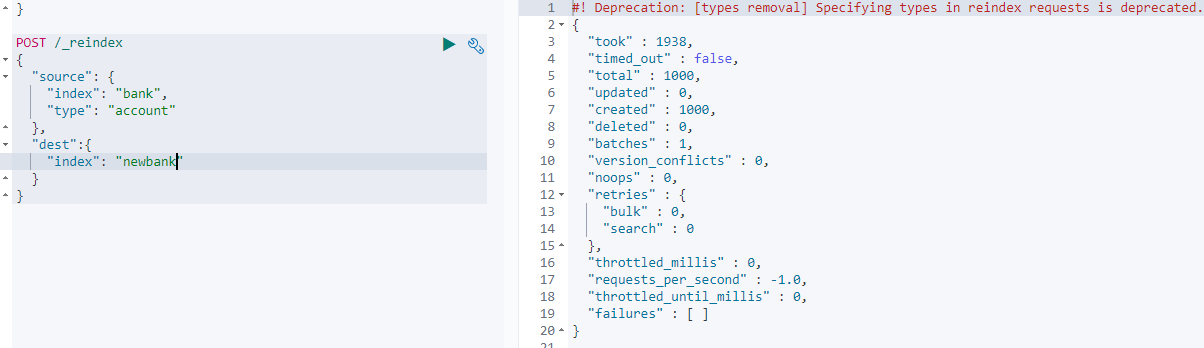 }
POST /_reindex
{
  "source": {
    "index": "bank",
    "type": "account"
  },
  "dest":{
    "index": "newbank"
  }
}
1 #! Deprecation: [types removal] Specifying types in reindex requests is deprecated.
2 {
3   "took" : 1938,
4   "timed_out" : false,
5   "total" : 1000,
6   "updated" : 0,
7   "created" : 1000,
8   "deleted" : 0,
9   "batches" : 1,
10   "version_conflicts" : 0,
11   "noops" : 0,
12   "retries" : {
13     "bulk" : 0,
14     "search" : 0
15   },
16   "throttled_millis" : 0,
17   "requests_per_second" : -1.0,
18   "throttled_until_millis" : 0,
19   "failures" : [ ]
20 }
21